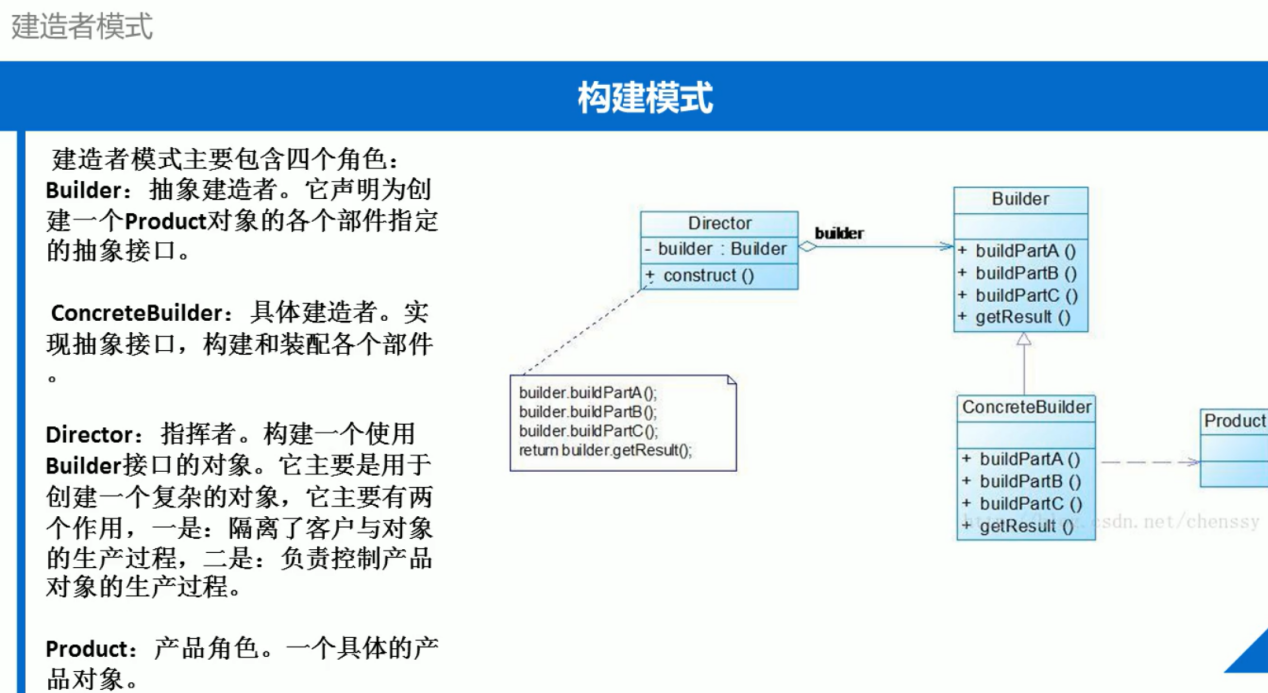 建造者模式
构建模式
建造者模式主要包含四个角色：
Builder：抽象建造者。它声明为创
建一个Product对象的各个部件指定
的抽象接口。
ConcreteBuilder：具体建造者。实
现抽象接口，构建和装配各个部件
。
Director：指挥者。构建一个使用
Builder接口的对象。它主要是用于
创建一个复杂的对象，它主要有两
个作用，一是：隔离了客户与对象
的生产过程，二是：负责控制产品
对象的生产过程。
Product：产品角色。一个具体的产
品对象。
Director
- builder : Builder
+ construct ()
builder
Builder
+ buildPartA ()
+ buildPartB ()
+ buildPartC ()
+ getResult ()
builder.buildPartA();
builder.buildPartB();
builder.buildPartC();
return builder.getResult();
ConcreteBuilder
+ buildPartA ()
+ buildPartB ()
+ buildPartC ()
+ getResult ()
Product
csdn.net/chenssy